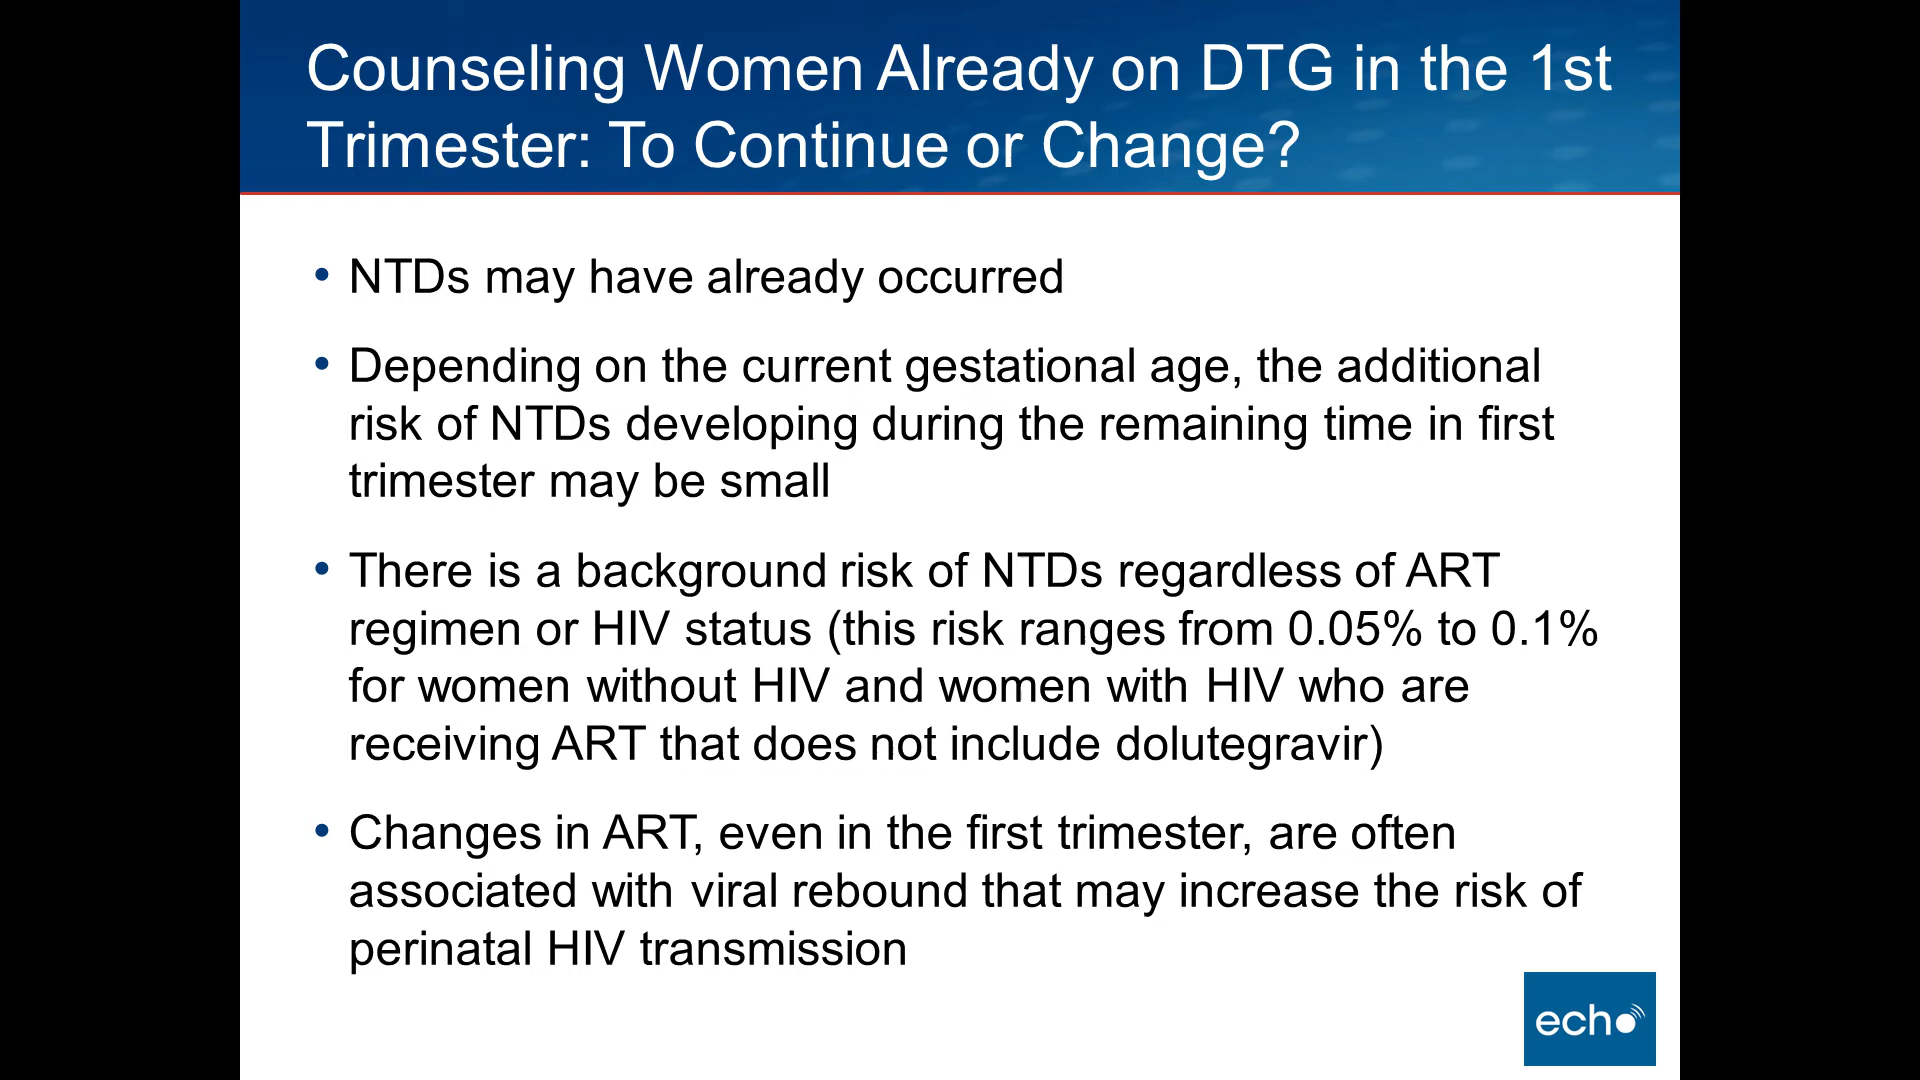 Counseling Women Already on DTG in the 1st
Trimester: To Continue or Change?
• NTDs may have already occurred
• Depending on the current gestational age, the additional
risk of NTDs developing during the remaining time in first
trimester may be small
• There is a background risk of NTDs regardless of ART
regimen or HIV status (this risk ranges from 0.05% to 0.1%
for women without HIV and women with HIV who are
receiving ART that does not include dolutegravir)
• Changes in ART, even in the first trimester, are often
associated with viral rebound that may increase the risk of
perinatal HIV transmission
echo